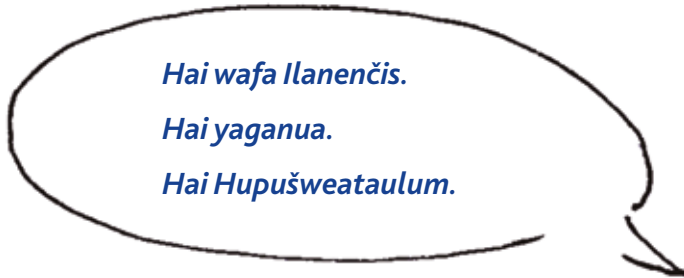 Hai wafa Ilanenčis.
Hai yaganua.
Hai Hupušweataulum.